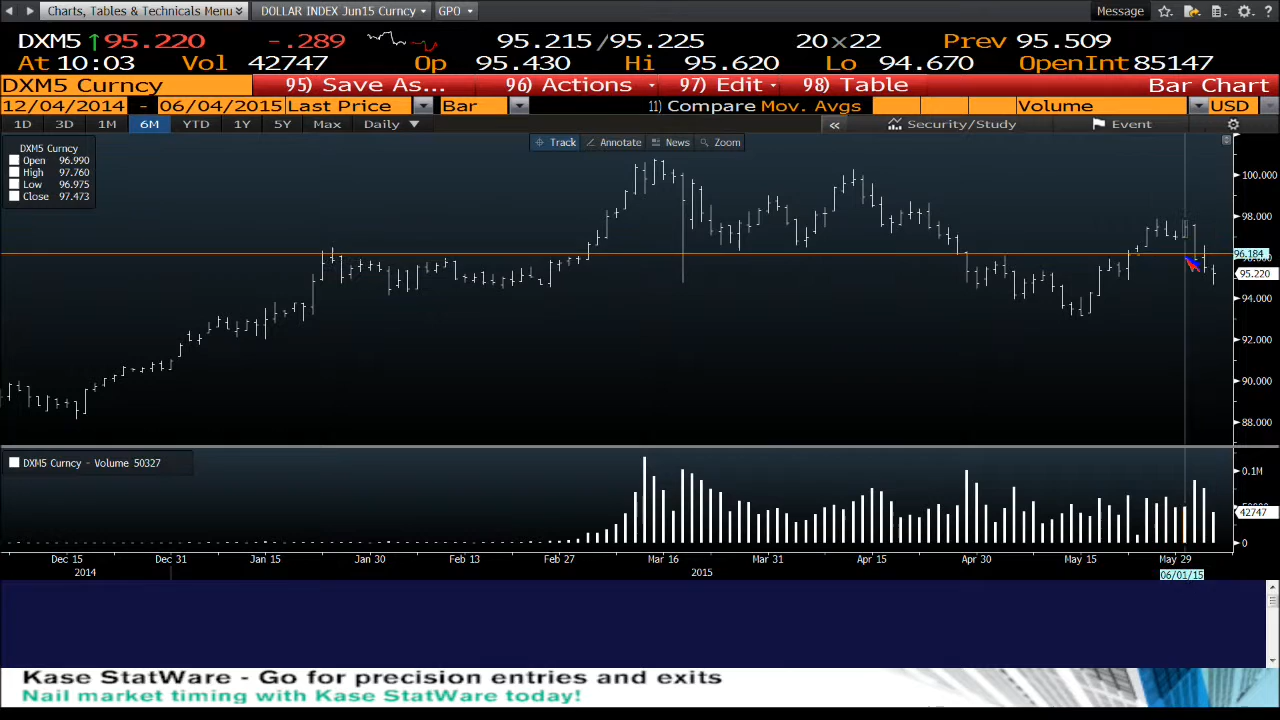 Charts, Tables & Technicals Menu DOLLAR INDEX Jun15 Curncy GPO Message ?
DXM5 ↑95.220 -.289 95.215/95.225 20x22 Prev 95.509
At 10:03 Vol 42747 Op 95.430 Hi 95.620 Lo 94.670 OpenInt 85147
DXM5 Curncy 95) Save As... 96) Actions 97) Edit 98) Table Bar Chart
12/04/2014 - 06/04/2015 Last Price Bar 11) Compare Mov. Avgs Volume USD
1D 3D 1M 6M YTD 1Y 5Y Max Daily « Security/Study Event
Track Annotate News Zoom
DXM5 Curncy
Open 96.990
High 97.760
Low 96.975
Close 97.473
100.000
98.000
96.184
95.220
94.000
92.000
90.000
88.000
DXM5 Curncy - Volume 50327
0.1M
42747
0
Dec 15 Dec 31 Jan 15 Jan 30 Feb 13 Feb 27 Mar 16 Mar 31 Apr 15 Apr 30 May 15 May 29
2014 2015 06/01/15
Kase StatWare - Go for precision entries and exits
Nail market timing with Kase StatWare today!